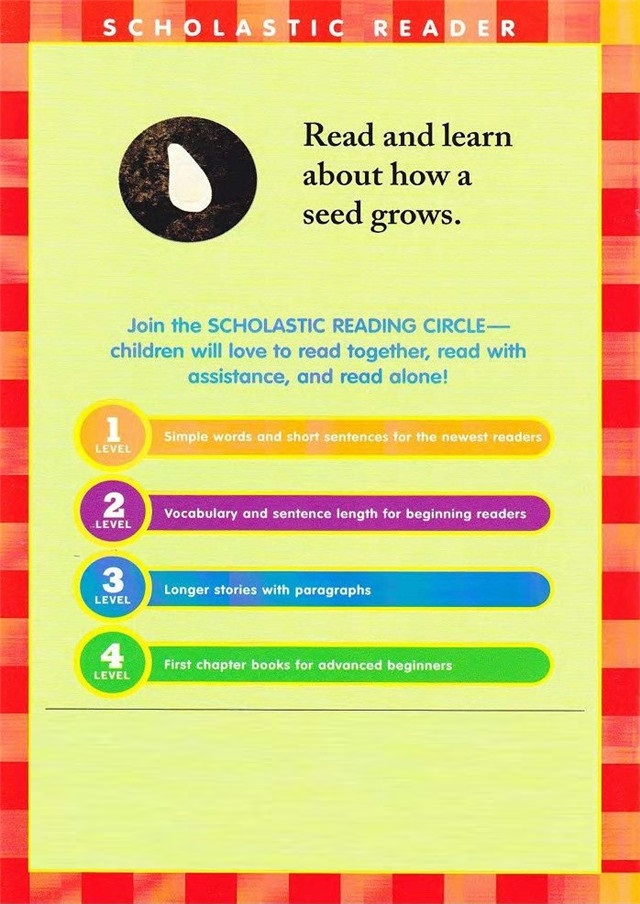 SCHOLASTIC READER
Read and learn
about how a
seed grows.
Join the SCHOLASTIC READING CIRCLE—
children will love to read together, read with
assistance, and read alone!
1
LEVEL
Simple words and short sentences for the newest readers
2
LEVEL
Vocabulary and sentence length for beginning readers
3
LEVEL
Longer stories with paragraphs
4
LEVEL
First chapter books for advanced beginners